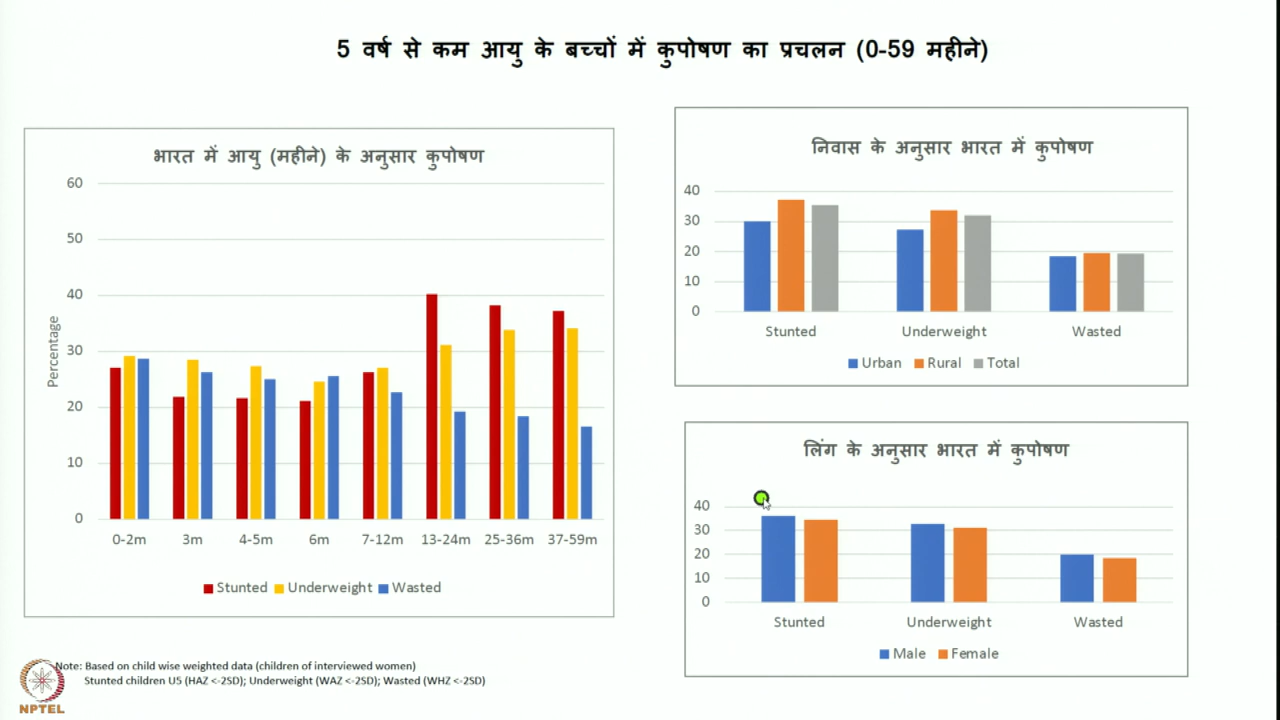 5 वर्ष से कम आयु के बच्चों में कुपोषण का प्रचलन (0-59 महीने)
भारत में आयु (महीने) के अनुसार कुपोषण
60
50
40
30
20
10
0
Percentage
0-2m 3m 4-5m 6m 7-12m 13-24m 25-36m 37-59m
Stunted Underweight Wasted
निवास के अनुसार भारत में कुपोषण
40
30
20
10
0
Stunted Underweight Wasted
Urban Rural Total
लिंग के अनुसार भारत में कुपोषण
40
30
20
10
0
Stunted Underweight Wasted
Male Female
Note: Based on child wise weighted data (children of interviewed women)
Stunted children U5 (HAZ <-2SD); Underweight (WAZ <-2SD); Wasted (WHZ <-2SD)
NPTEL